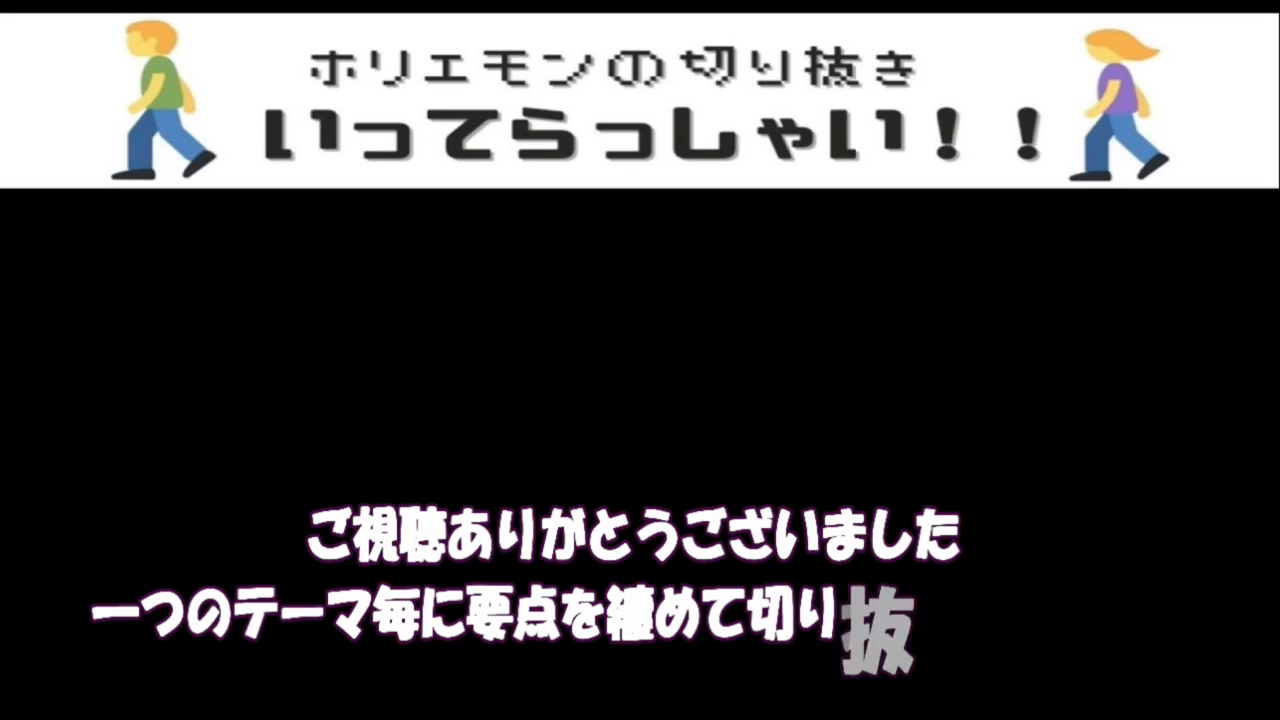 ホリエモンの切り抜き
いってらっしゃい！！
ご視聴ありがとうございました
一つのテーマ毎に要点を纏めて切り抜